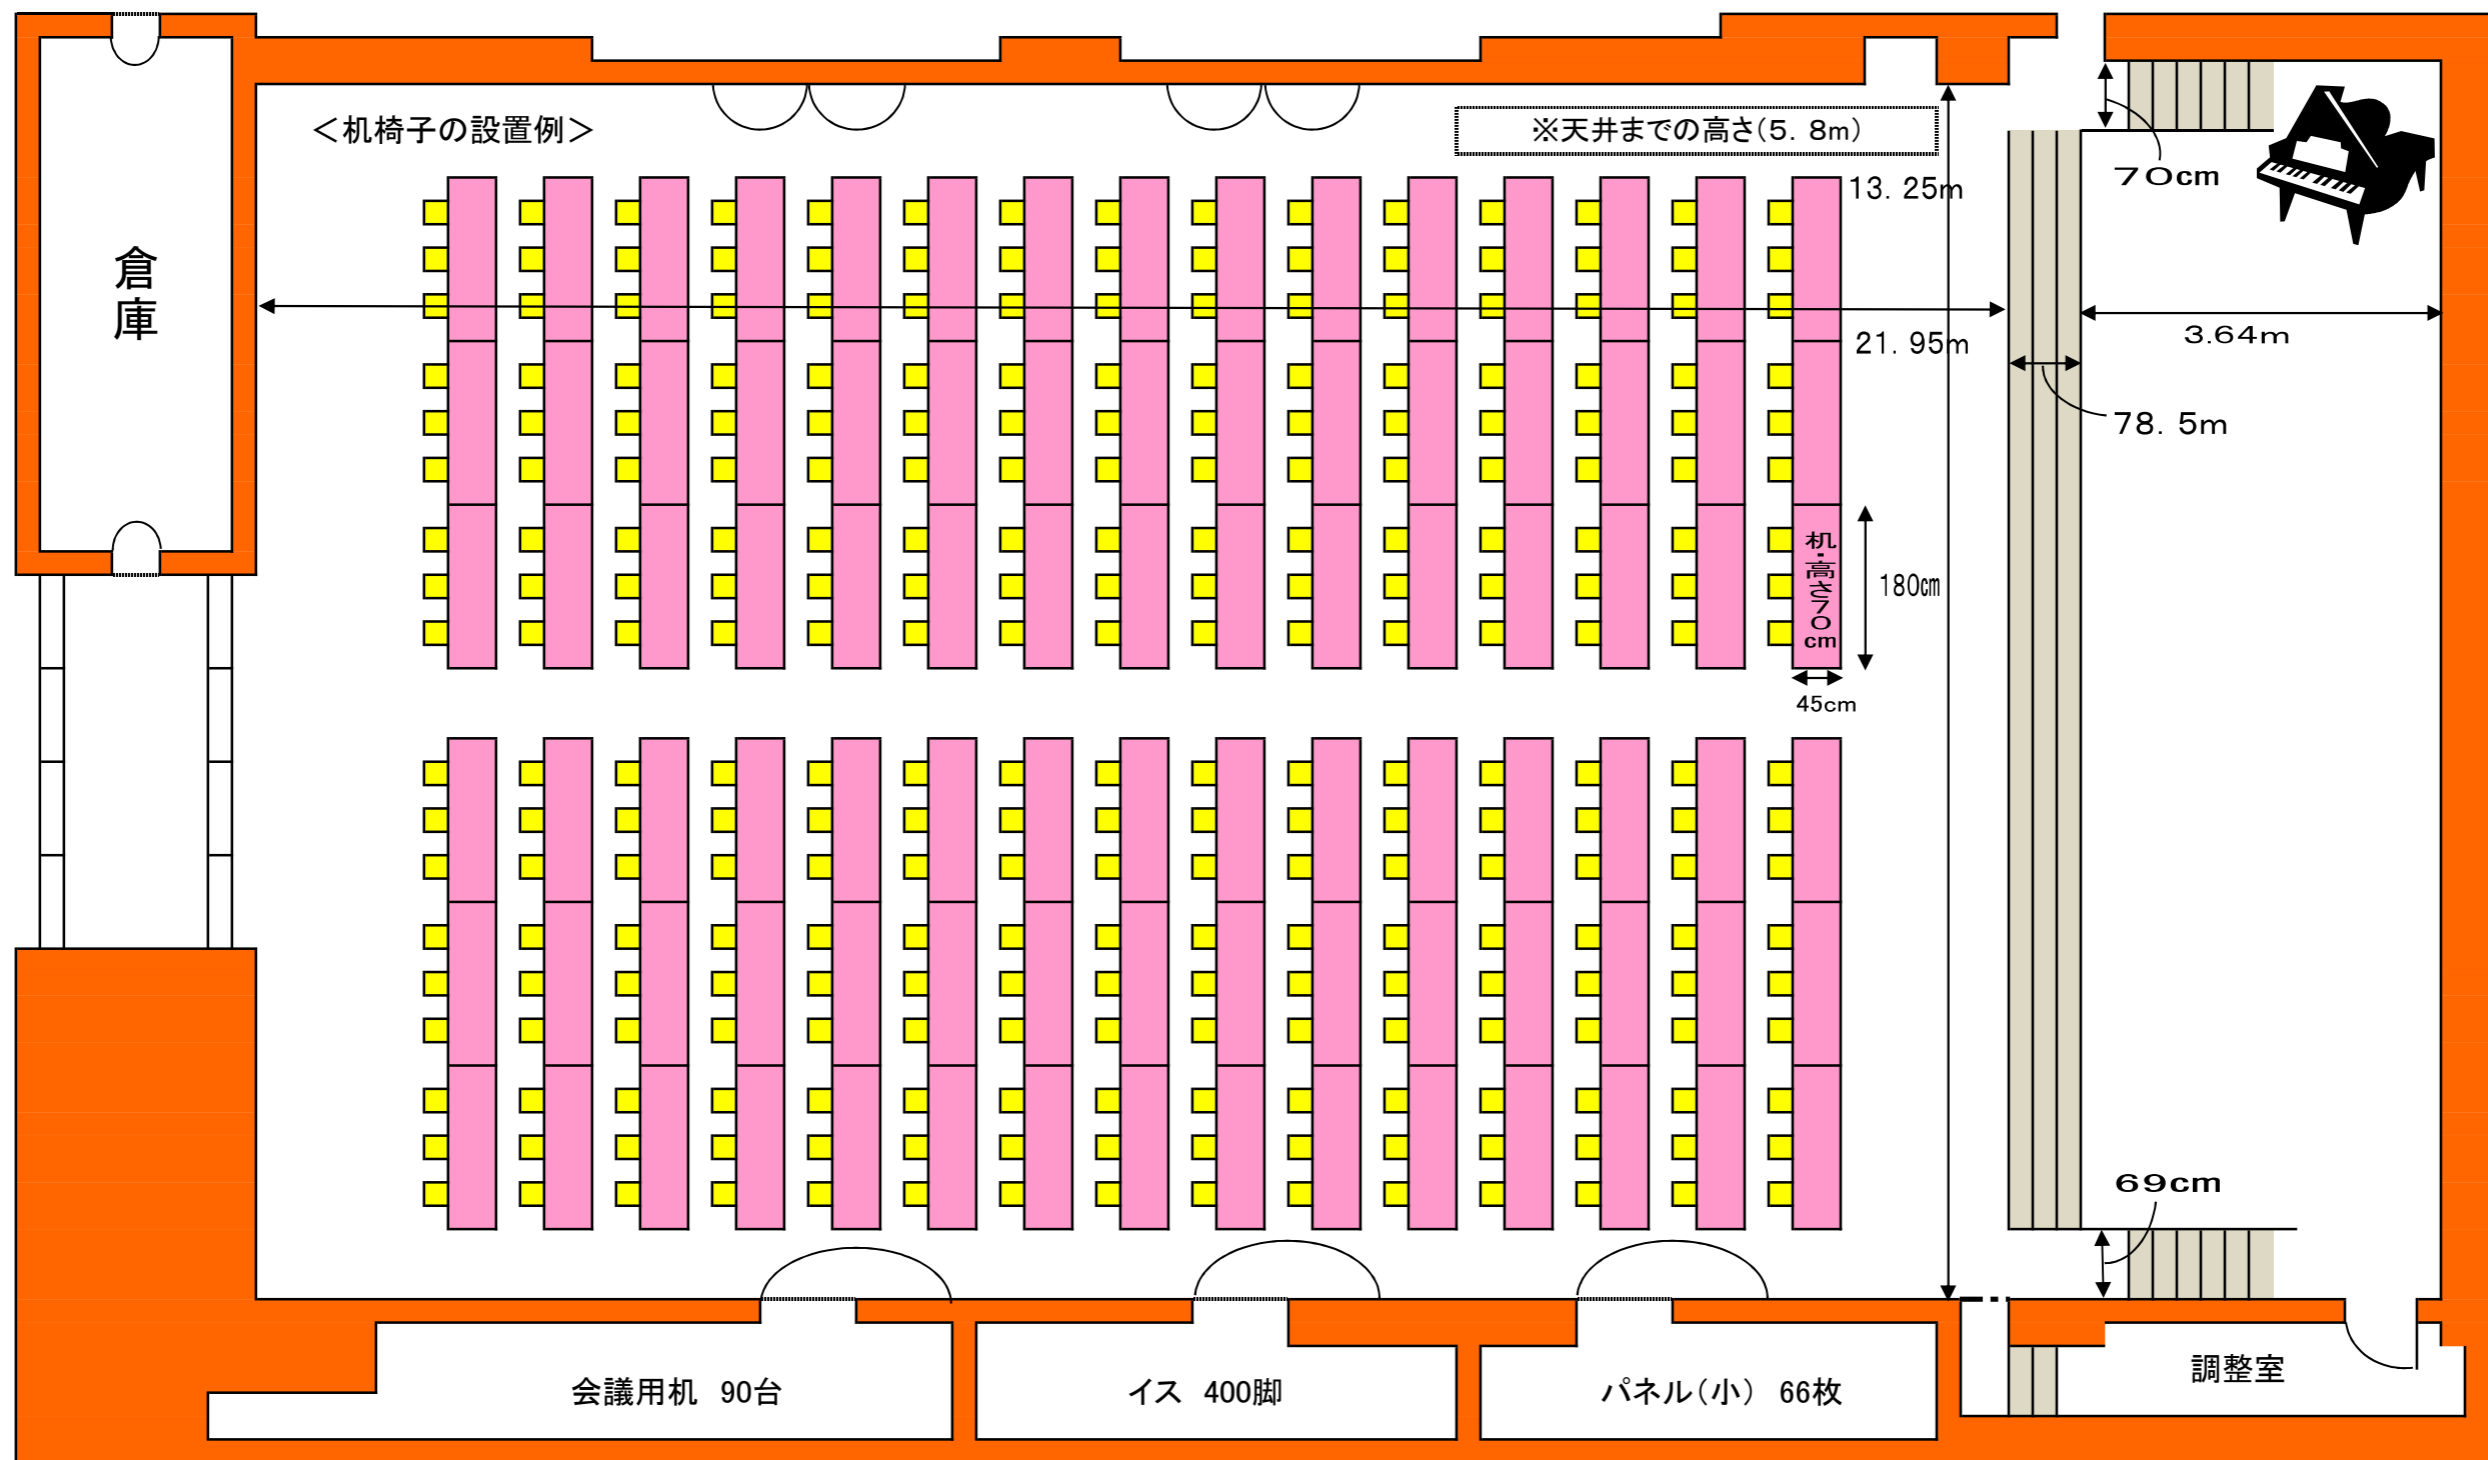 ＜机椅子の設置例＞
※天井までの高さ(5．8m)
13．25m
70cm
倉庫
21．95m
3.64m
78．5m
机・高さ70cm
180㎝
45cm
69cm
会議用机　90台
イス　400脚
パネル(小)　66枚
調整室